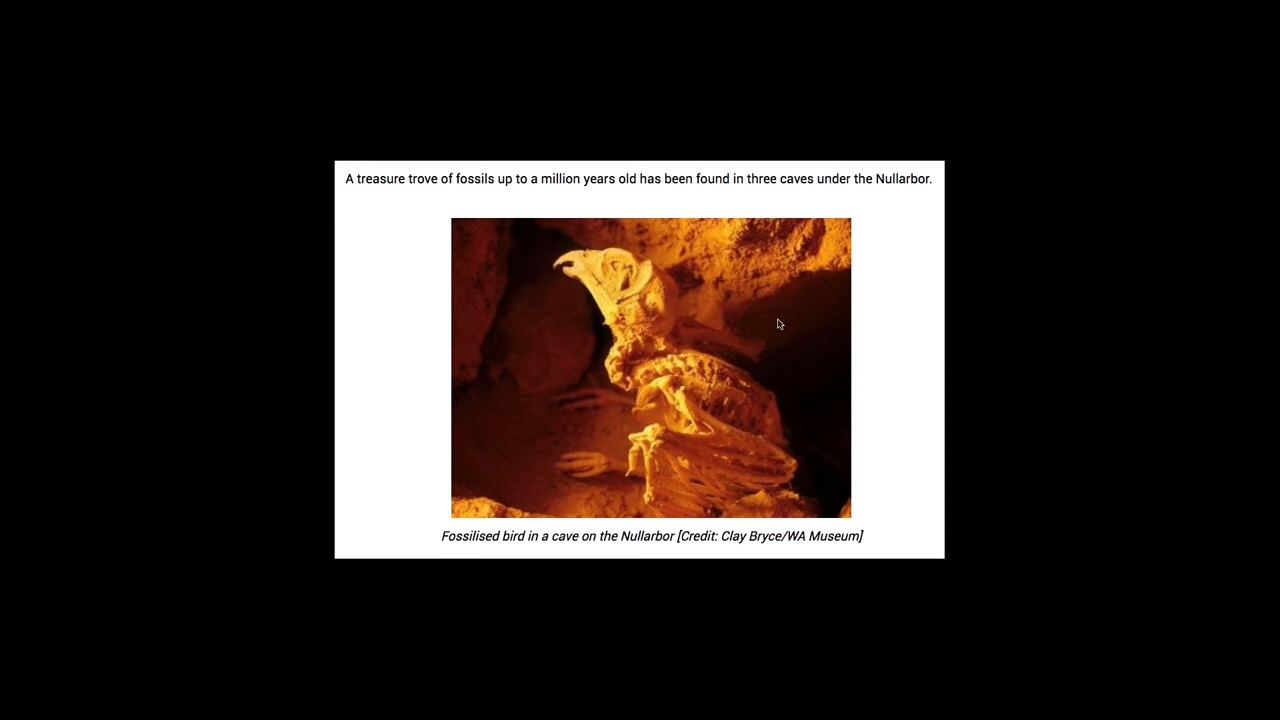 A treasure trove of fossils up to a million years old has been found in three caves under the Nullarbor.
Fossilised bird in a cave on the Nullarbor [Credit: Clay Bryce/WA Museum]